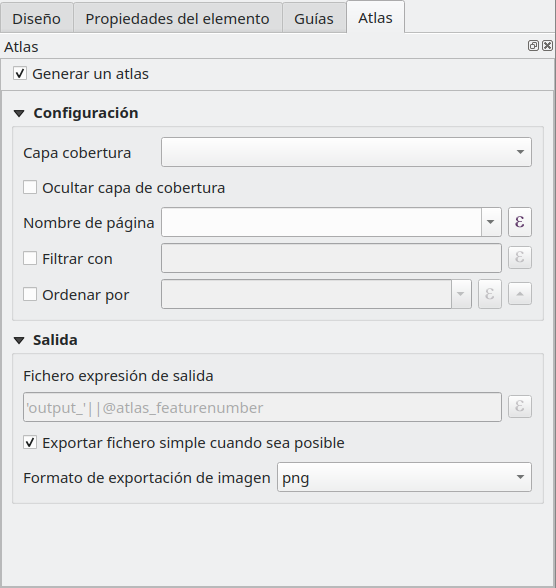 Diseño
Propiedades del elemento
Guías
Atlas
Atlas
Generar un atlas
Configuración
Capa cobertura
Ocultar capa de cobertura
Nombre de página
ε
Filtrar con
ε
Ordenar por
ε
Salida
Fichero expresión de salida
'output_'||@atlas_featurenumber
ε
Exportar fichero simple cuando sea posible
Formato de exportación de imagen
png